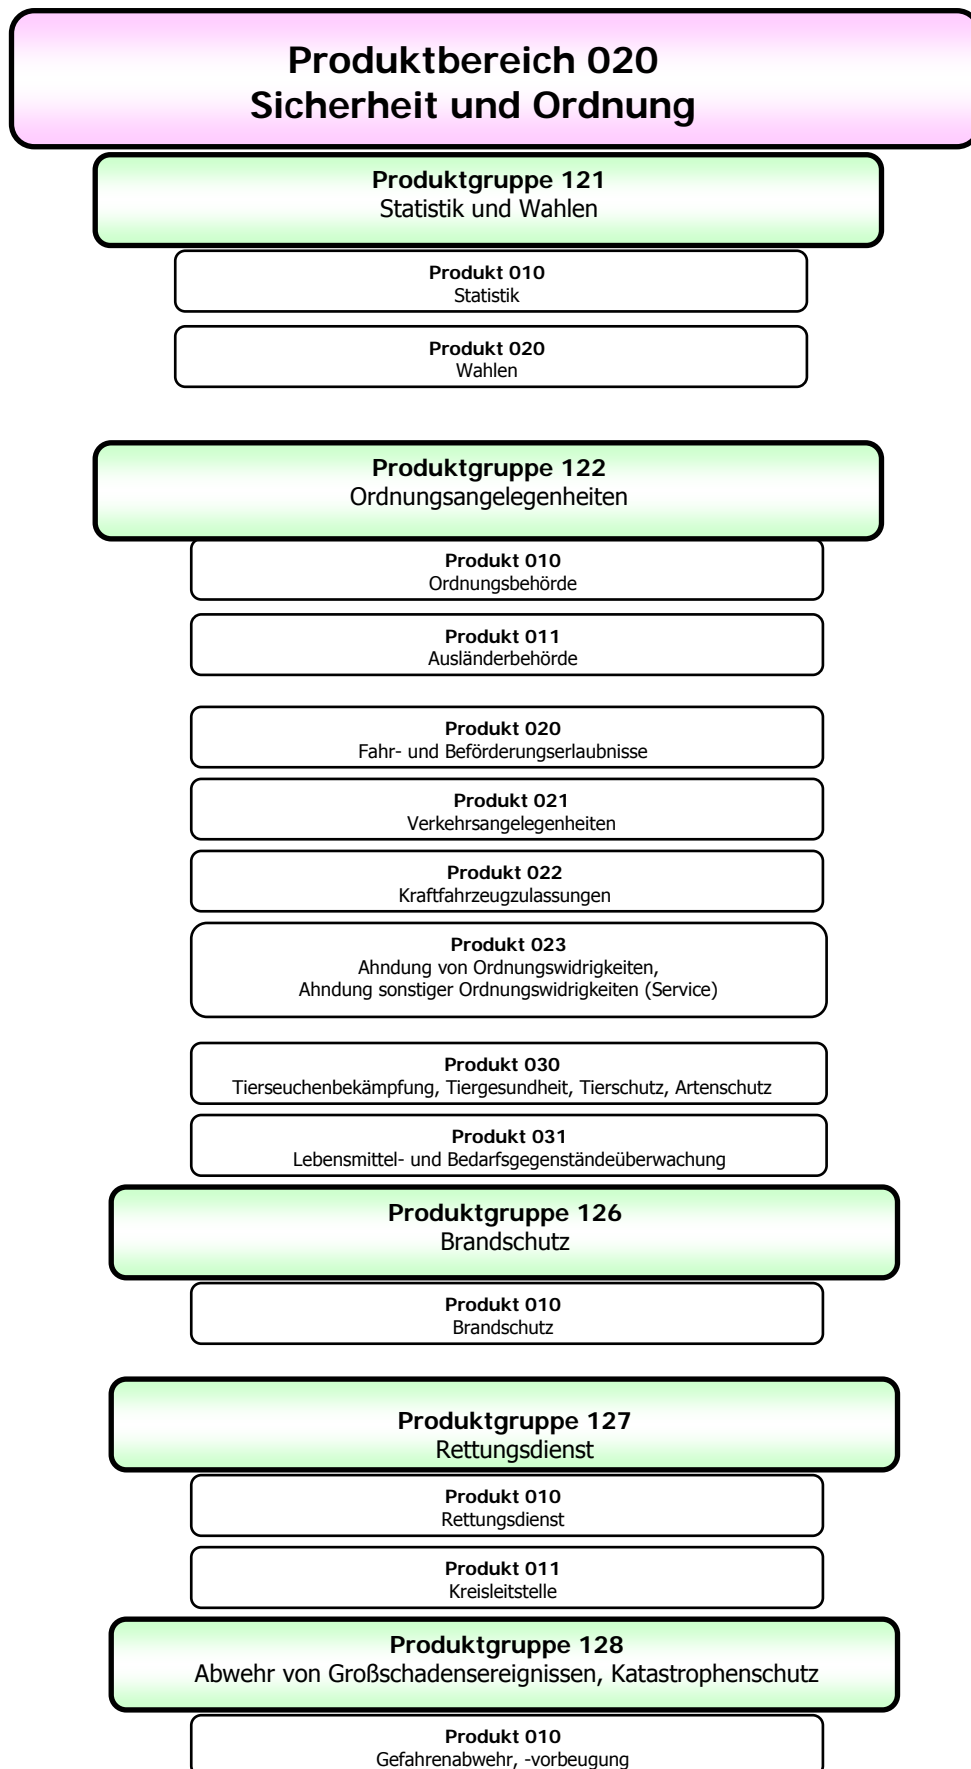 Produktbereich 020
Sicherheit und Ordnung
Produktgruppe 121
Statistik und Wahlen
Produkt 010
Statistik
Produkt 020
Wahlen
Produktgruppe 122
Ordnungsangelegenheiten
Produkt 010
Ordnungsbehörde
Produkt 011
Ausländerbehörde
Produkt 020
Fahr- und Beförderungserlaubnisse
Produkt 021
Verkehrsangelegenheiten
Produkt 022
Kraftfahrzeugzulassungen
Produkt 023
Ahndung von Ordnungswidrigkeiten,
Ahndung sonstiger Ordnungswidrigkeiten (Service)
Produkt 030
Tierseuchenbekämpfung, Tiergesundheit, Tierschutz, Artenschutz
Produkt 031
Lebensmittel- und Bedarfsgegenständeüberwachung
Produktgruppe 126
Brandschutz
Produkt 010
Brandschutz
Produktgruppe 127
Rettungsdienst
Produkt 010
Rettungsdienst
Produkt 011
Kreisleitstelle
Produktgruppe 128
Abwehr von Großschadensereignissen, Katastrophenschutz
Produkt 010
Gefahrenabwehr, -vorbeugung